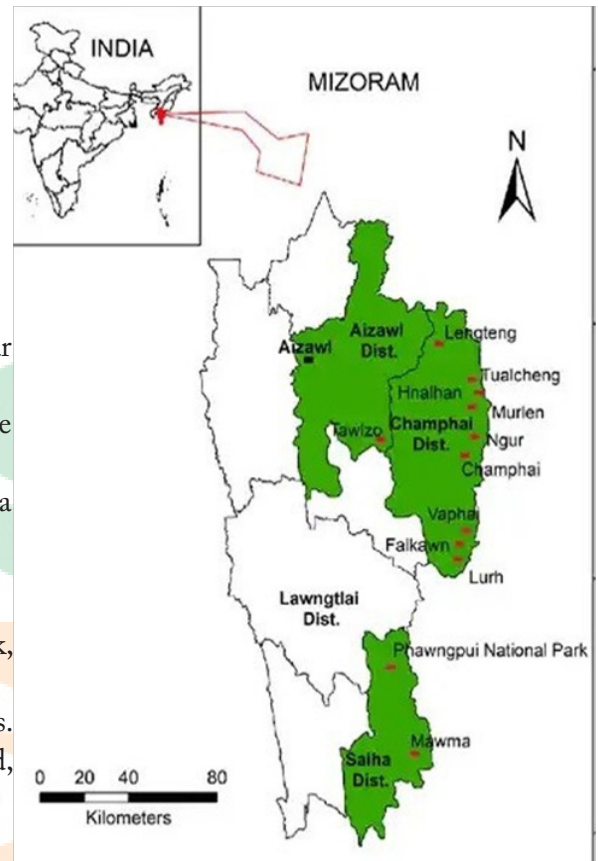 INDIA
MIZORAM
N
Aizawl
Dist.
Aizawl
Lengteng
Tualcheng
Hnalhan
Murlen
Tawizo
Champhai
Dist.
Ngur
Champhai
Vaphai
Falkawn
Lurh
Lawngtlai
Dist.
Phawngpui National Park
Mawma
Saiha
Dist.
0 20 40 80
Kilometers